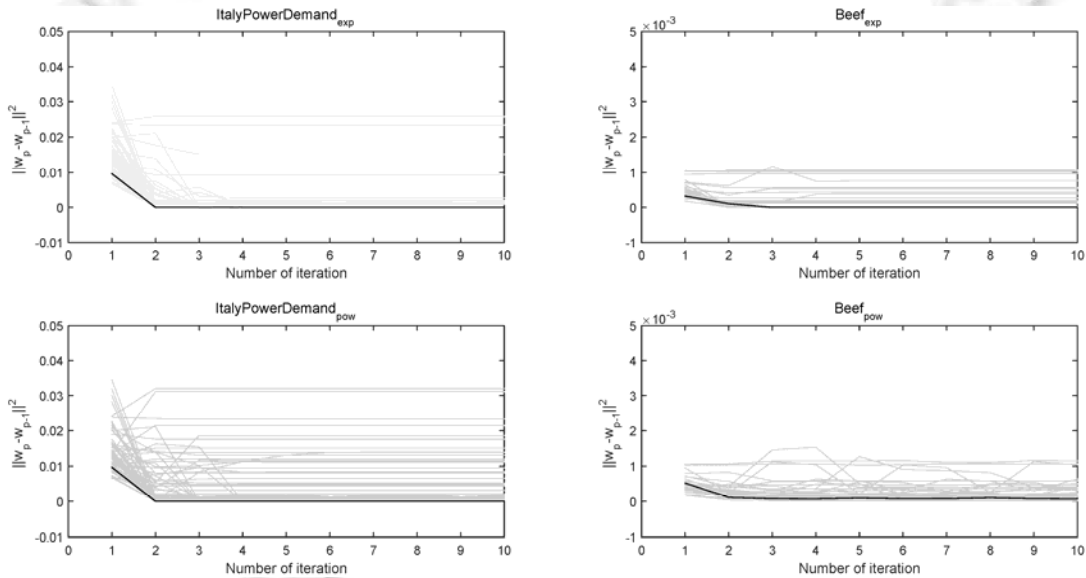 ItalyPowerDemand_exp
0.05
0.04
0.03
0.02
0.01
0
-0.01
||w_p-w_{p-1}||^2
0 1 2 3 4 5 6 7 8 9 10
Number of iteration
Beef_exp
×10^{-3}
5
4
3
2
1
0
-1
||w_p-w_{p-1}||^2
0 1 2 3 4 5 6 7 8 9 10
Number of iteration
ItalyPowerDemand_pow
0.05
0.04
0.03
0.02
0.01
0
-0.01
||w_p-w_{p-1}||^2
0 1 2 3 4 5 6 7 8 9 10
Number of iteration
Beef_pow
×10^{-3}
5
4
3
2
1
0
-1
||w_p-w_{p-1}||^2
0 1 2 3 4 5 6 7 8 9 10
Number of iteration